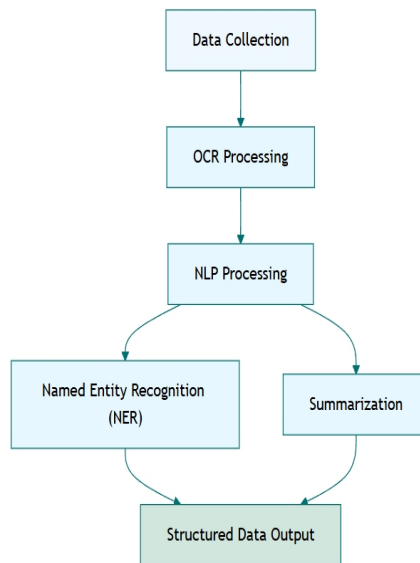 Data Collection
OCR Processing
NLP Processing
Named Entity Recognition
(NER)
Summarization
Structured Data Output